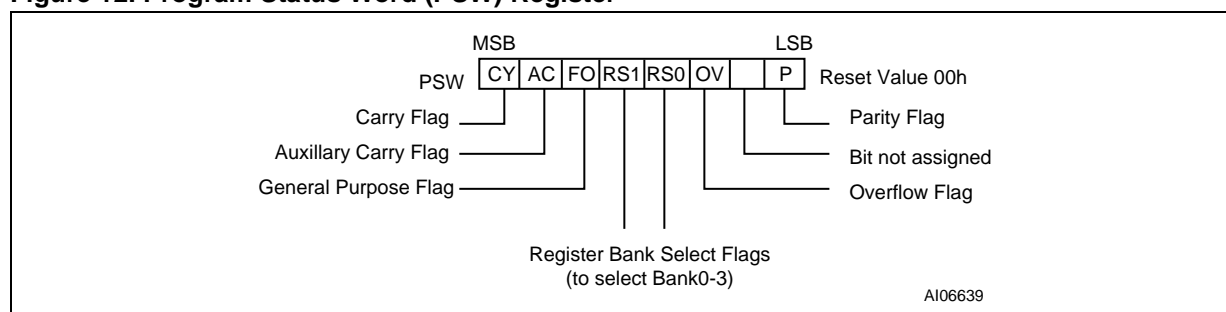 Figure 12. Program Status Word (PSW) Register
MSB LSB
PSW CY AC FO RS1 RS0 OV P Reset Value 00h
Carry Flag Parity Flag
Auxillary Carry Flag Bit not assigned
General Purpose Flag Overflow Flag
Register Bank Select Flags
(to select Bank0-3)
AI06639